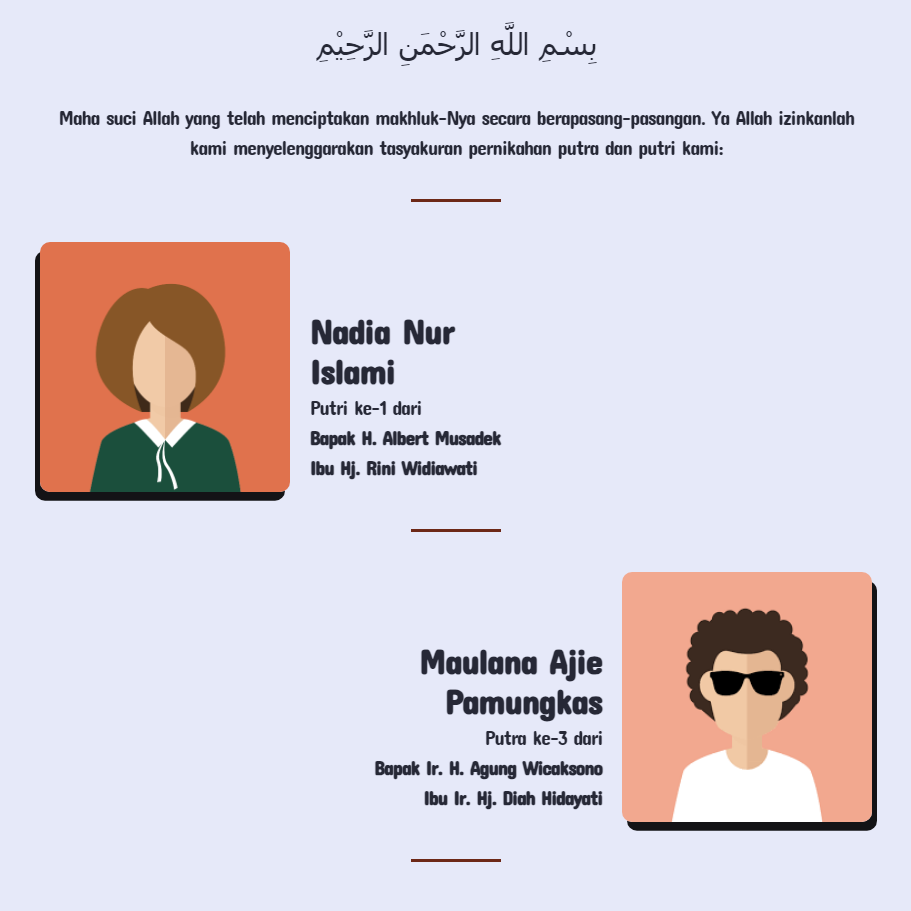 بِسْمِ اللَّهِ الرَّحْمَنِ الرَّحِيْمِ
Maha suci Allah yang telah menciptakan makhluk-Nya secara berapasang-pasangan. Ya Allah izinkanlah
kami menyelenggarakan tasyakuran pernikahan putra dan putri kami:
Nadia Nur
Islami
Putri ke-1 dari
Bapak H. Albert Musadek
Ibu Hj. Rini Widiawati
Maulana Ajie
Pamungkas
Putra ke-3 dari
Bapak Ir. H. Agung Wicaksono
Ibu Ir. Hj. Diah Hidayati